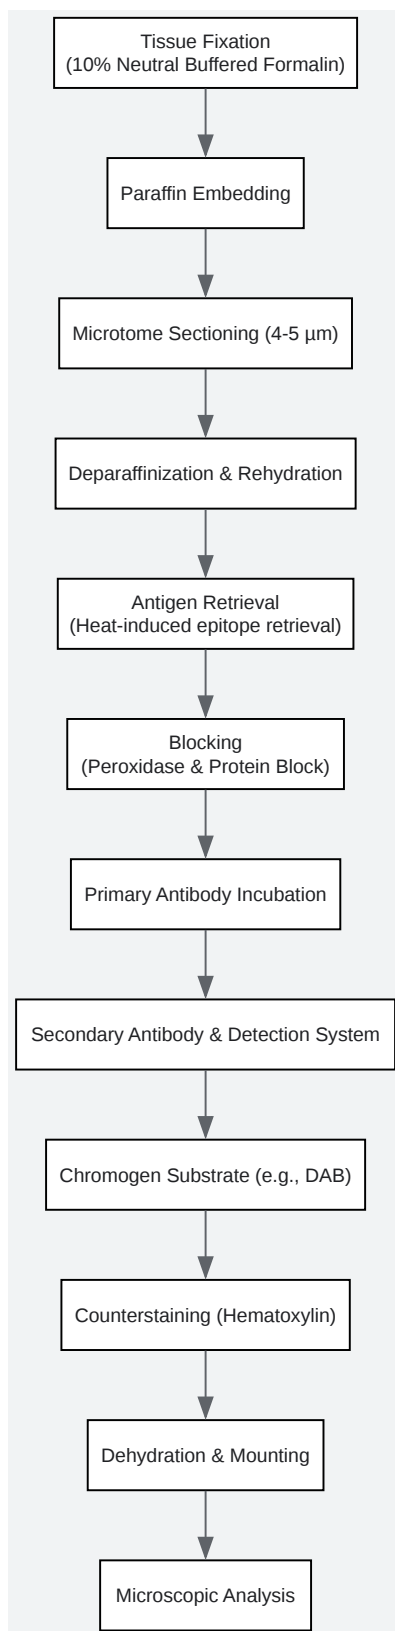 Tissue Fixation
(10% Neutral Buffered Formalin)
Paraffin Embedding
Microtome Sectioning (4-5 µm)
Deparaffinization & Rehydration
Antigen Retrieval
(Heat-induced epitope retrieval)
Blocking
(Peroxidase & Protein Block)
Primary Antibody Incubation
Secondary Antibody & Detection System
Chromogen Substrate (e.g., DAB)
Counterstaining (Hematoxylin)
Dehydration & Mounting
Microscopic Analysis